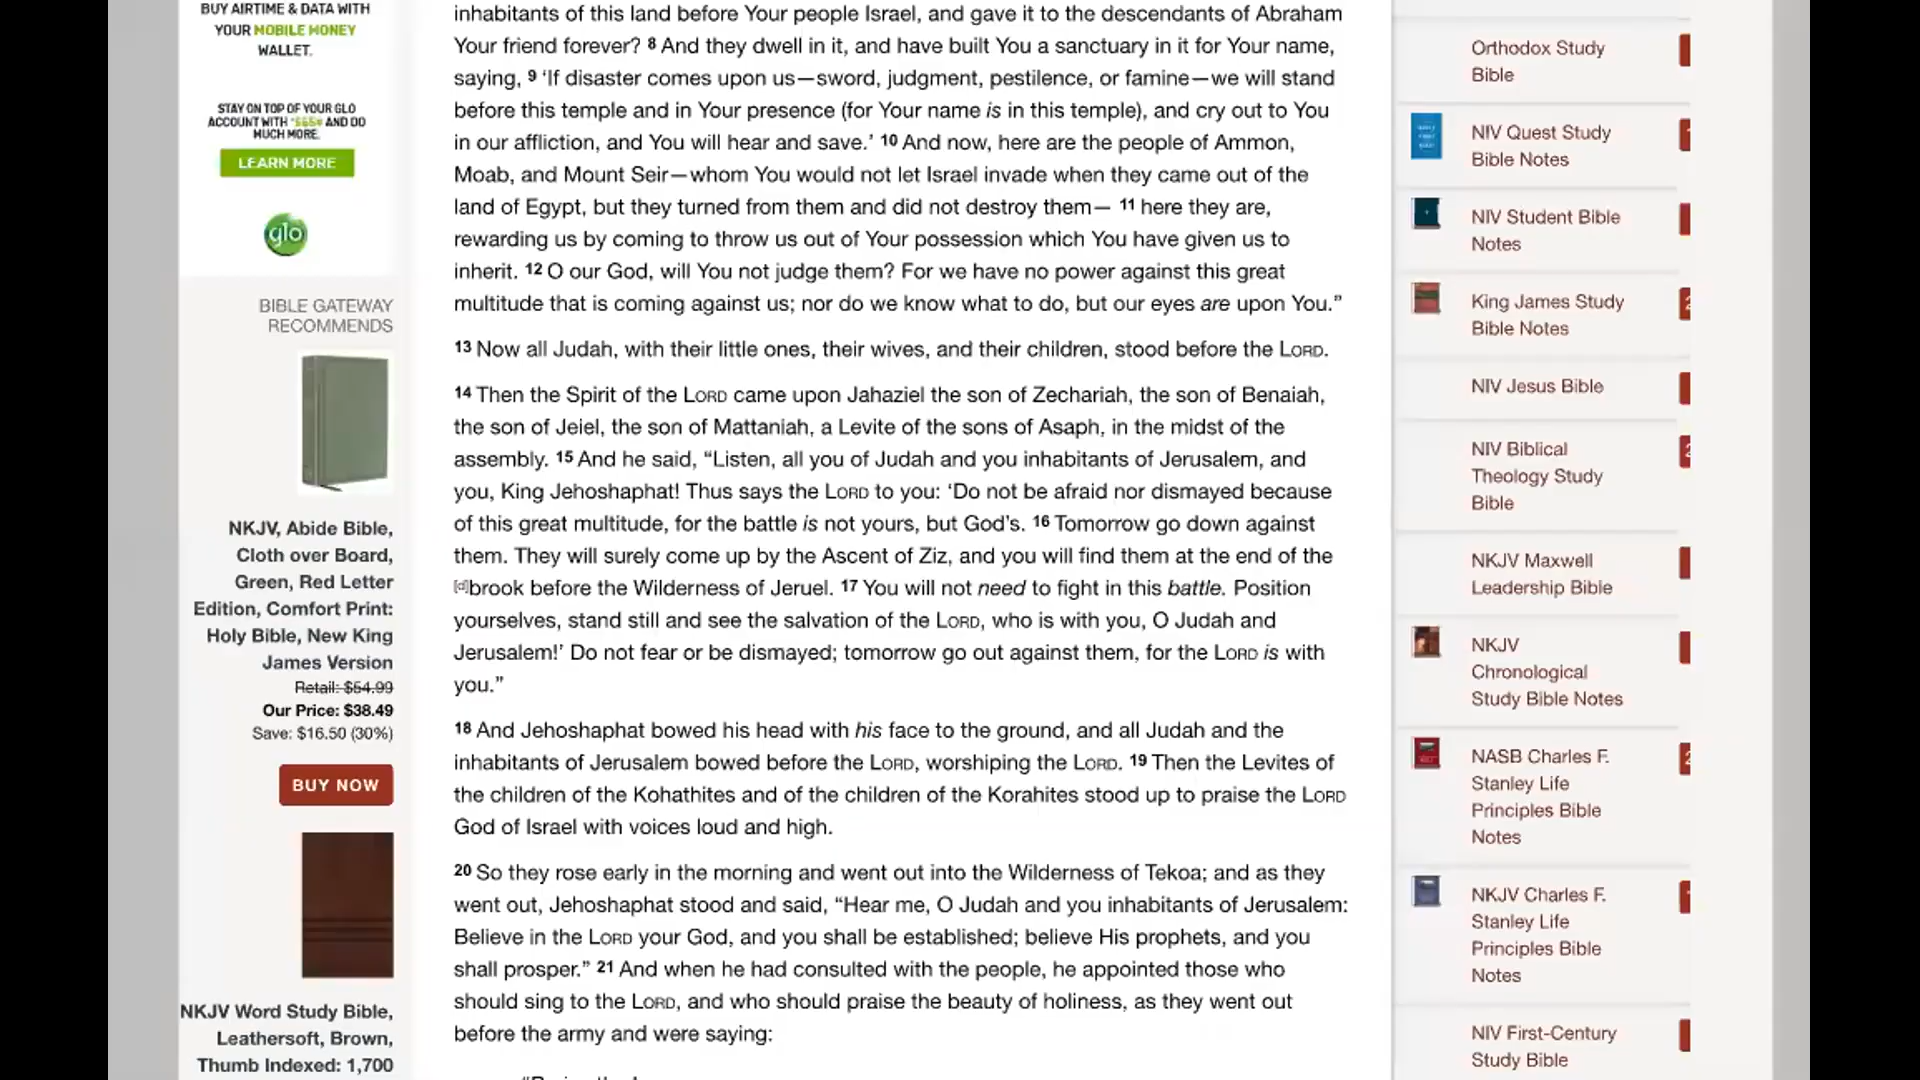 BUY AIRTIME & DATA WITH
YOUR MOBILE MONEY
WALLET.
STAY ON TOP OF YOUR GLO
ACCOUNT WITH AND DO
MUCH MORE.
LEARN MORE
glo
BIBLE GATEWAY
RECOMMENDS
NKJV, Abide Bible,
Cloth over Board,
Green, Red Letter
Edition, Comfort Print:
Holy Bible, New King
James Version
Retail: $54.99
Our Price: $38.49
Save: $16.50 (30%)
BUY NOW
NKJV Word Study Bible,
Leathersoft, Brown,
Thumb Indexed: 1,700
inhabitants of this land before Your people Israel, and gave it to the descendants of Abraham
Your friend forever? 8 And they dwell in it, and have built You a sanctuary in it for Your name,
saying, 9 ‘If disaster comes upon us—sword, judgment, pestilence, or famine—we will stand
before this temple and in Your presence (for Your name is in this temple), and cry out to You
in our affliction, and You will hear and save.’ 10 And now, here are the people of Ammon,
Moab, and Mount Seir—whom You would not let Israel invade when they came out of the
land of Egypt, but they turned from them and did not destroy them— 11 here they are,
rewarding us by coming to throw us out of Your possession which You have given us to
inherit. 12 O our God, will You not judge them? For we have no power against this great
multitude that is coming against us; nor do we know what to do, but our eyes are upon You.”
13 Now all Judah, with their little ones, their wives, and their children, stood before the LORD.
14 Then the Spirit of the LORD came upon Jahaziel the son of Zechariah, the son of Benaiah,
the son of Jeiel, the son of Mattaniah, a Levite of the sons of Asaph, in the midst of the
assembly. 15 And he said, “Listen, all you of Judah and you inhabitants of Jerusalem, and
you, King Jehoshaphat! Thus says the LORD to you: ‘Do not be afraid nor dismayed because
of this great multitude, for the battle is not yours, but God’s. 16 Tomorrow go down against
them. They will surely come up by the Ascent of Ziz, and you will find them at the end of the
[d]brook before the Wilderness of Jeruel. 17 You will not need to fight in this battle. Position
yourselves, stand still and see the salvation of the LORD, who is with you, O Judah and
Jerusalem!’ Do not fear or be dismayed; tomorrow go out against them, for the LORD is with
you.”
18 And Jehoshaphat bowed his head with his face to the ground, and all Judah and the
inhabitants of Jerusalem bowed before the LORD, worshiping the LORD. 19 Then the Levites of
the children of the Kohathites and of the children of the Korahites stood up to praise the LORD
God of Israel with voices loud and high.
20 So they rose early in the morning and went out into the Wilderness of Tekoa; and as they
went out, Jehoshaphat stood and said, “Hear me, O Judah and you inhabitants of Jerusalem:
Believe in the LORD your God, and you shall be established; believe His prophets, and you
shall prosper.” 21 And when he had consulted with the people, he appointed those who
should sing to the LORD, and who should praise the beauty of holiness, as they went out
before the army and were saying:
Orthodox Study
Bible
NIV Quest Study
Bible Notes
NIV Student Bible
Notes
King James Study
Bible Notes
NIV Jesus Bible
NIV Biblical
Theology Study
Bible
NKJV Maxwell
Leadership Bible
NKJV
Chronological
Study Bible Notes
NASB Charles F.
Stanley Life
Principles Bible
Notes
NKJV Charles F.
Stanley Life
Principles Bible
Notes
NIV First-Century
Study Bible